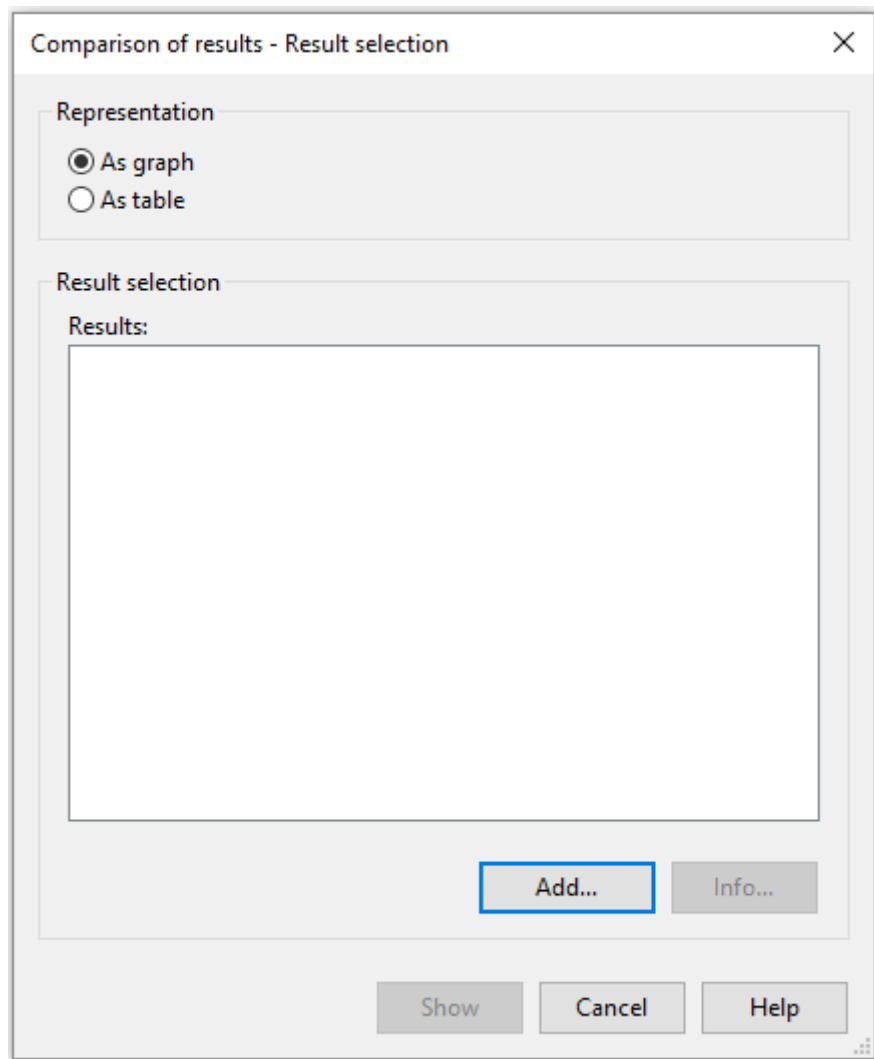 Comparison of results - Result selection
Representation
As graph
As table
Result selection
Results:
Add...
Info...
Show
Cancel
Help